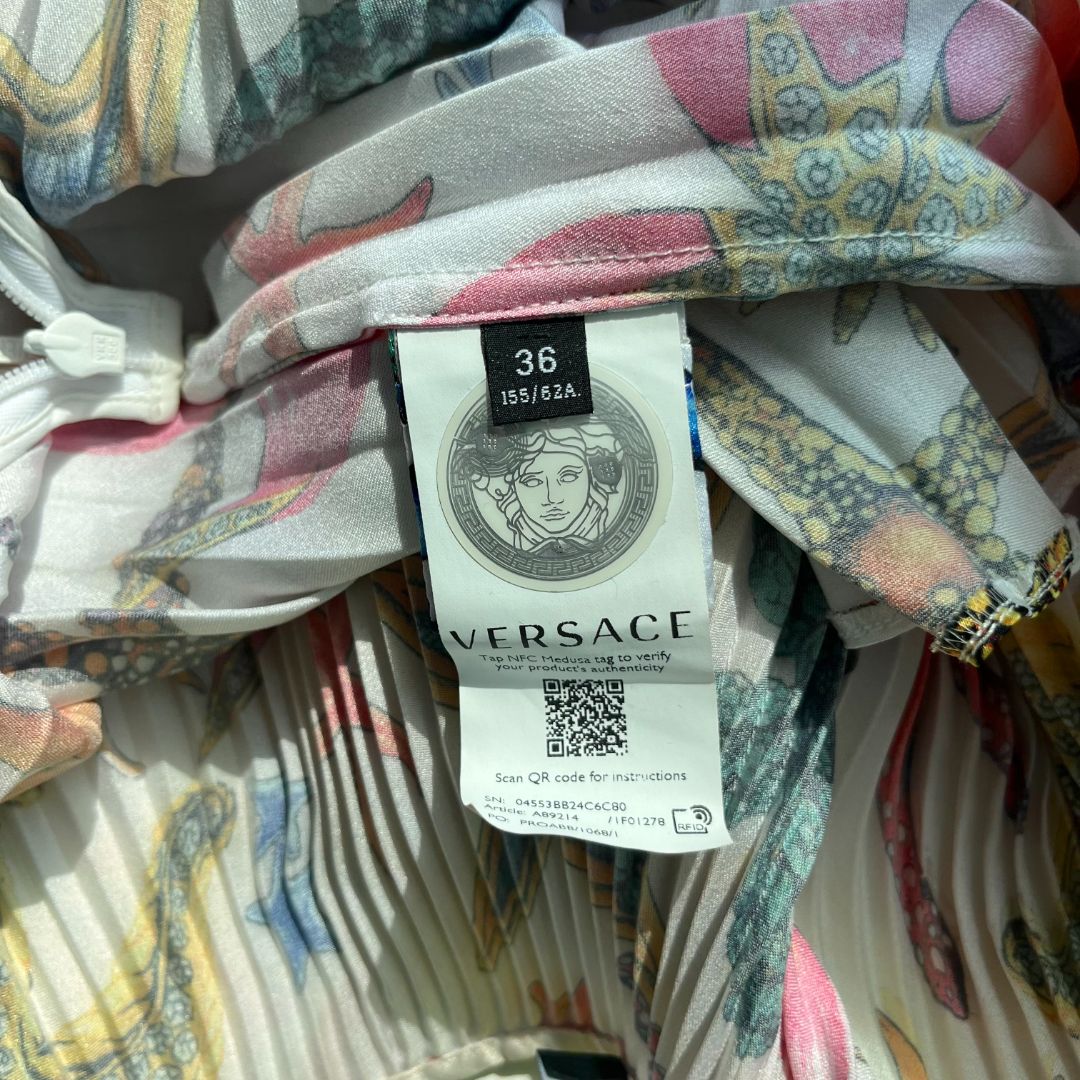 36
155/62A.
VERSACE
Tap NFC Medusa tag to verify
your product's authenticity
Scan QR code for instructions
SN: 04553BB24C6C80
Article: A89214 /1F01278
PO: PROABB/1068/1
RFID